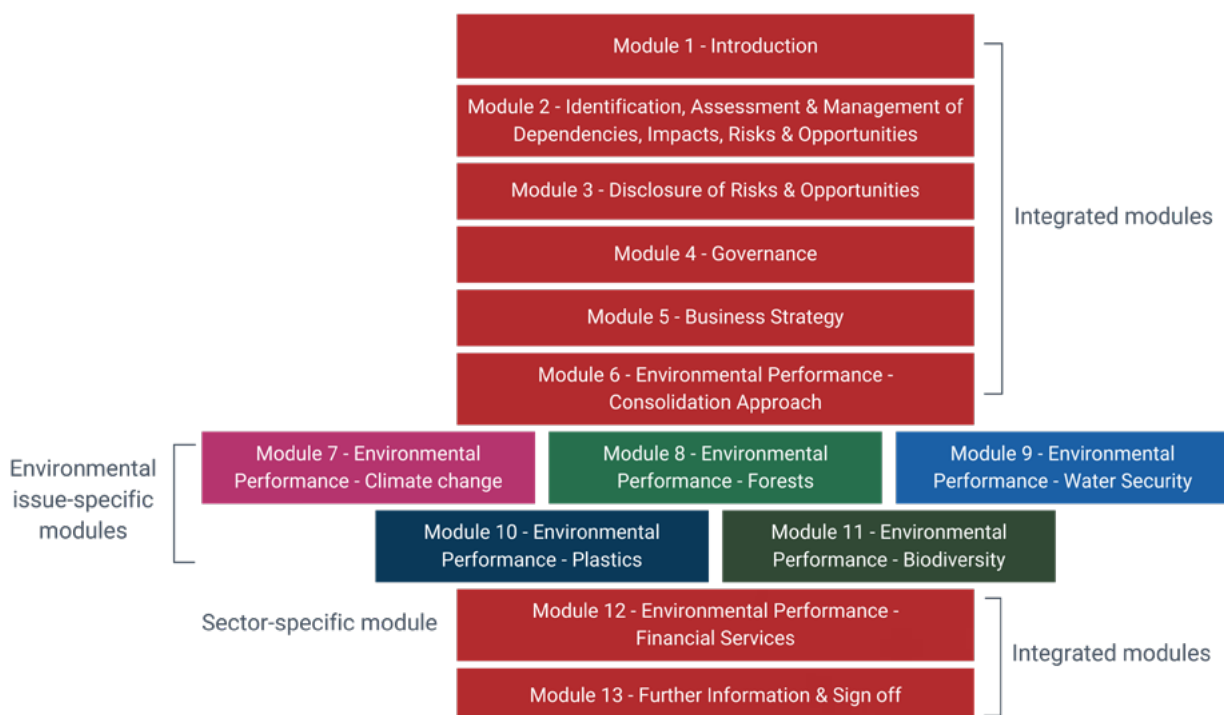 Module 1 - Introduction
Module 2 - Identification, Assessment & Management of
Dependencies, Impacts, Risks & Opportunities
Module 3 - Disclosure of Risks & Opportunities
Integrated modules
Module 4 - Governance
Module 5 - Business Strategy
Module 6 - Environmental Performance -
Consolidation Approach
Environmental
issue-specific
modules
Module 7 - Environmental
Performance - Climate change
Module 8 - Environmental
Performance - Forests
Module 9 - Environmental
Performance - Water Security
Module 10 - Environmental
Performance - Plastics
Module 11 - Environmental
Performance - Biodiversity
Sector-specific module
Module 12 - Environmental Performance -
Financial Services
Integrated modules
Module 13 - Further Information & Sign off